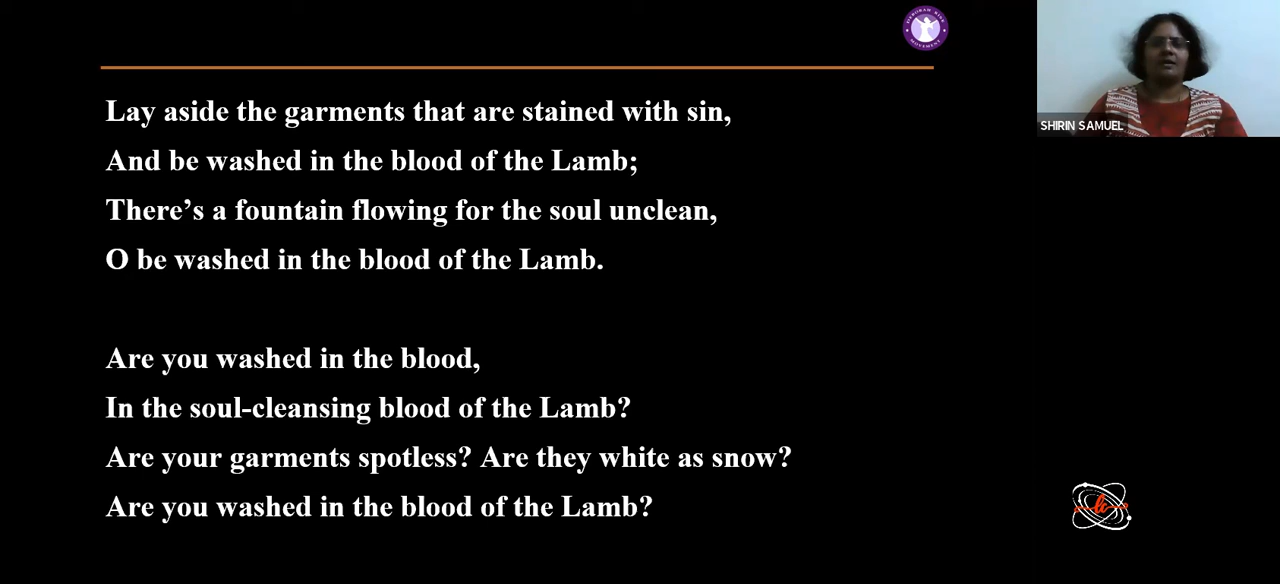 Lay aside the garments that are stained with sin,
And be washed in the blood of the Lamb;
There’s a fountain flowing for the soul unclean,
O be washed in the blood of the Lamb.
Are you washed in the blood,
In the soul-cleansing blood of the Lamb?
Are your garments spotless? Are they white as snow?
Are you washed in the blood of the Lamb?
SHIRIN SAMUEL
MOVEMENT